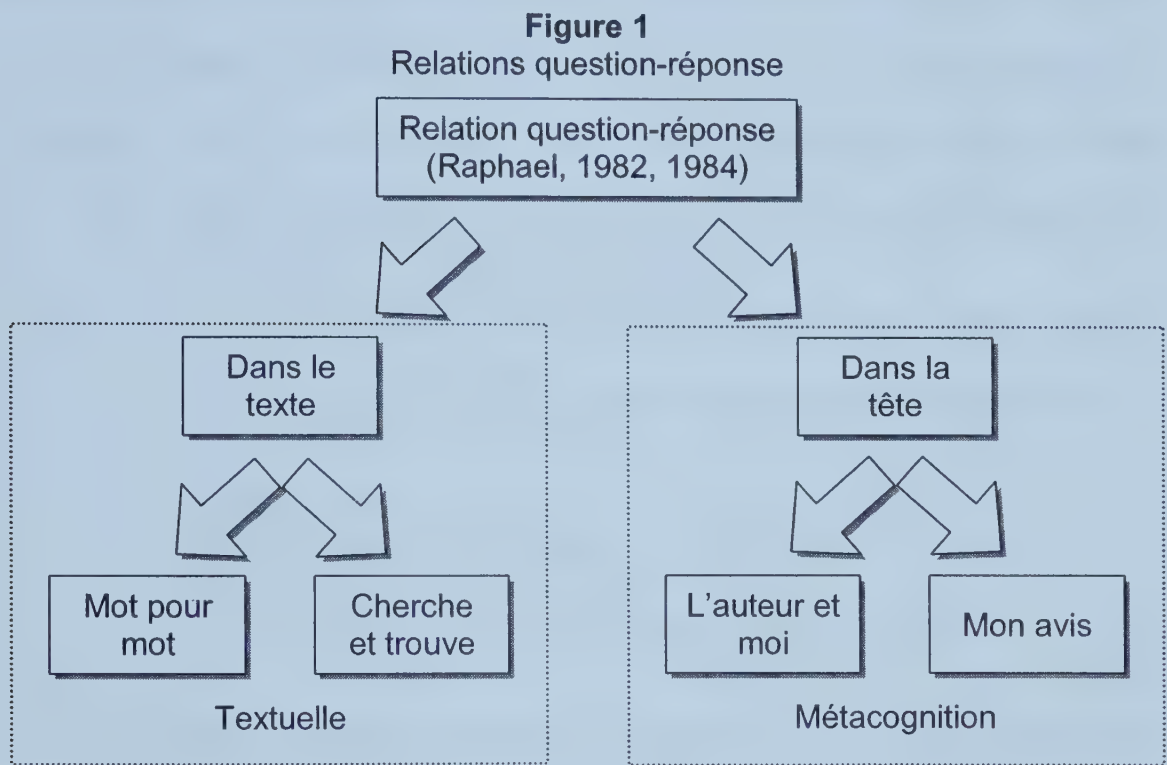 Figure 1
Relations question-réponse
Relation question-réponse
(Raphael, 1982, 1984)
Dans le
texte
Mot pour
mot
Cherche
et trouve
Textuelle
Dans la
tête
L'auteur et
moi
Mon avis
Métacognition